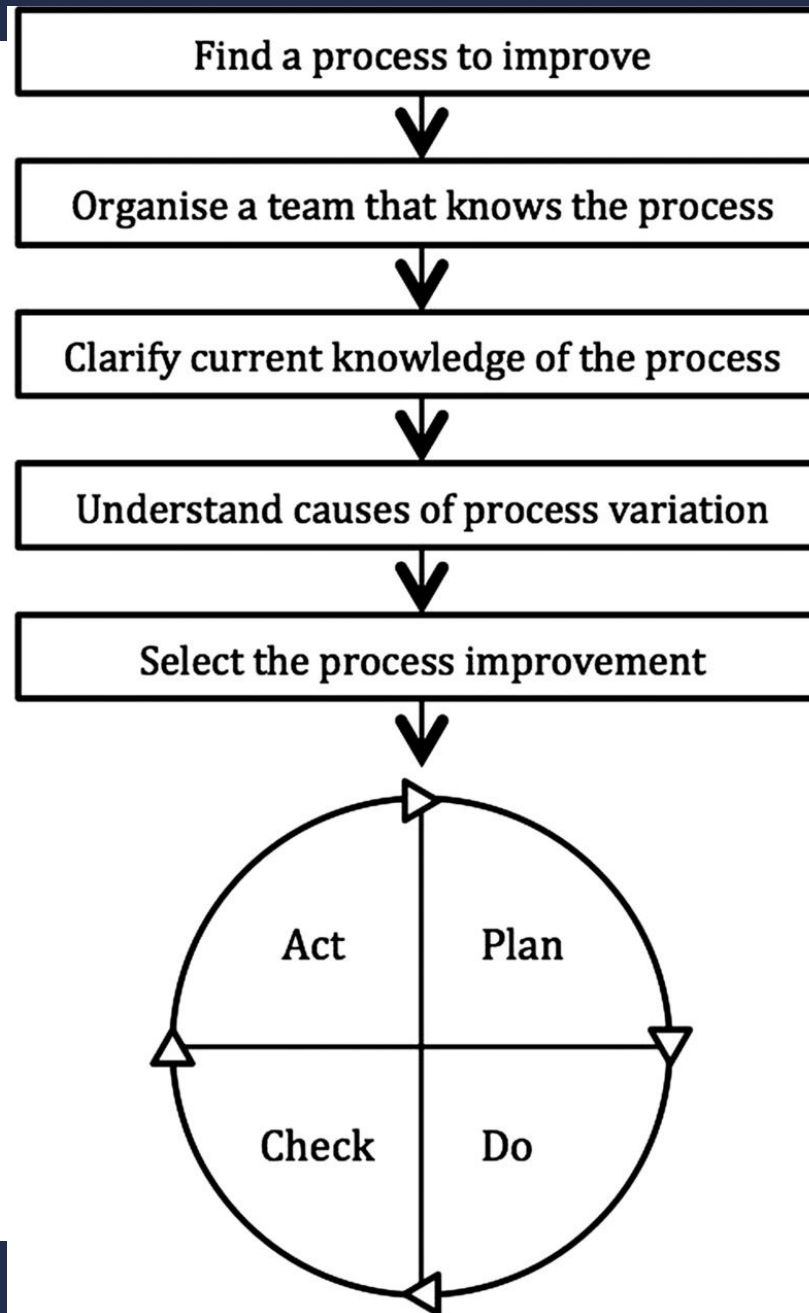 Find a process to improve
Organise a team that knows the process
Clarify current knowledge of the process
Understand causes of process variation
Select the process improvement
Act Plan
Check Do